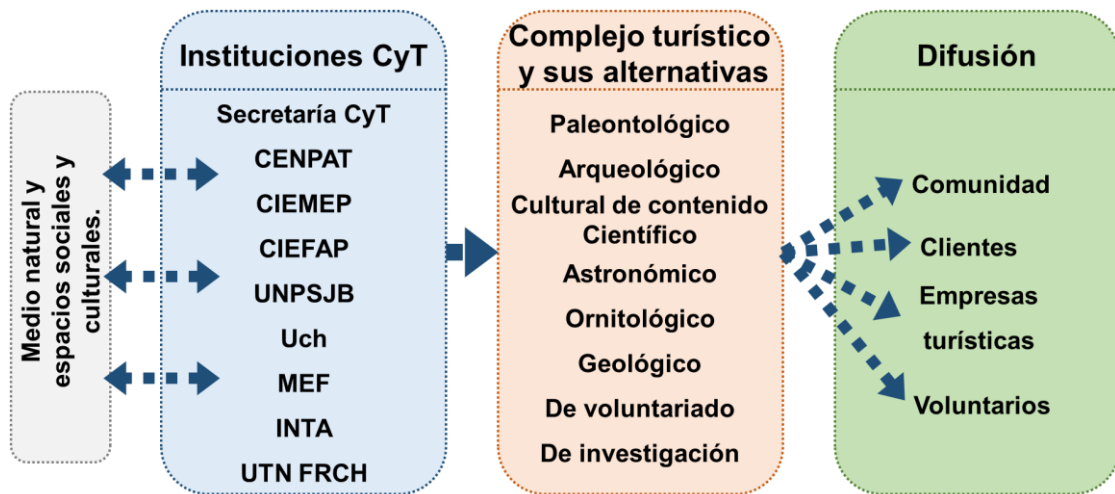 Medio natural y
espacios sociales y
culturales.
Instituciones CyT
Secretaría CyT
CENPAT
CIEMEP
CIEFAP
UNPSJB
Uch
MEF
INTA
UTN FRCH
Complejo turístico
y sus alternativas
Paleontológico
Arqueológico
Cultural de contenido
Científico
Astronómico
Ornitológico
Geológico
De voluntariado
De investigación
Difusión
Comunidad
Clientes
Empresas
turísticas
Voluntarios